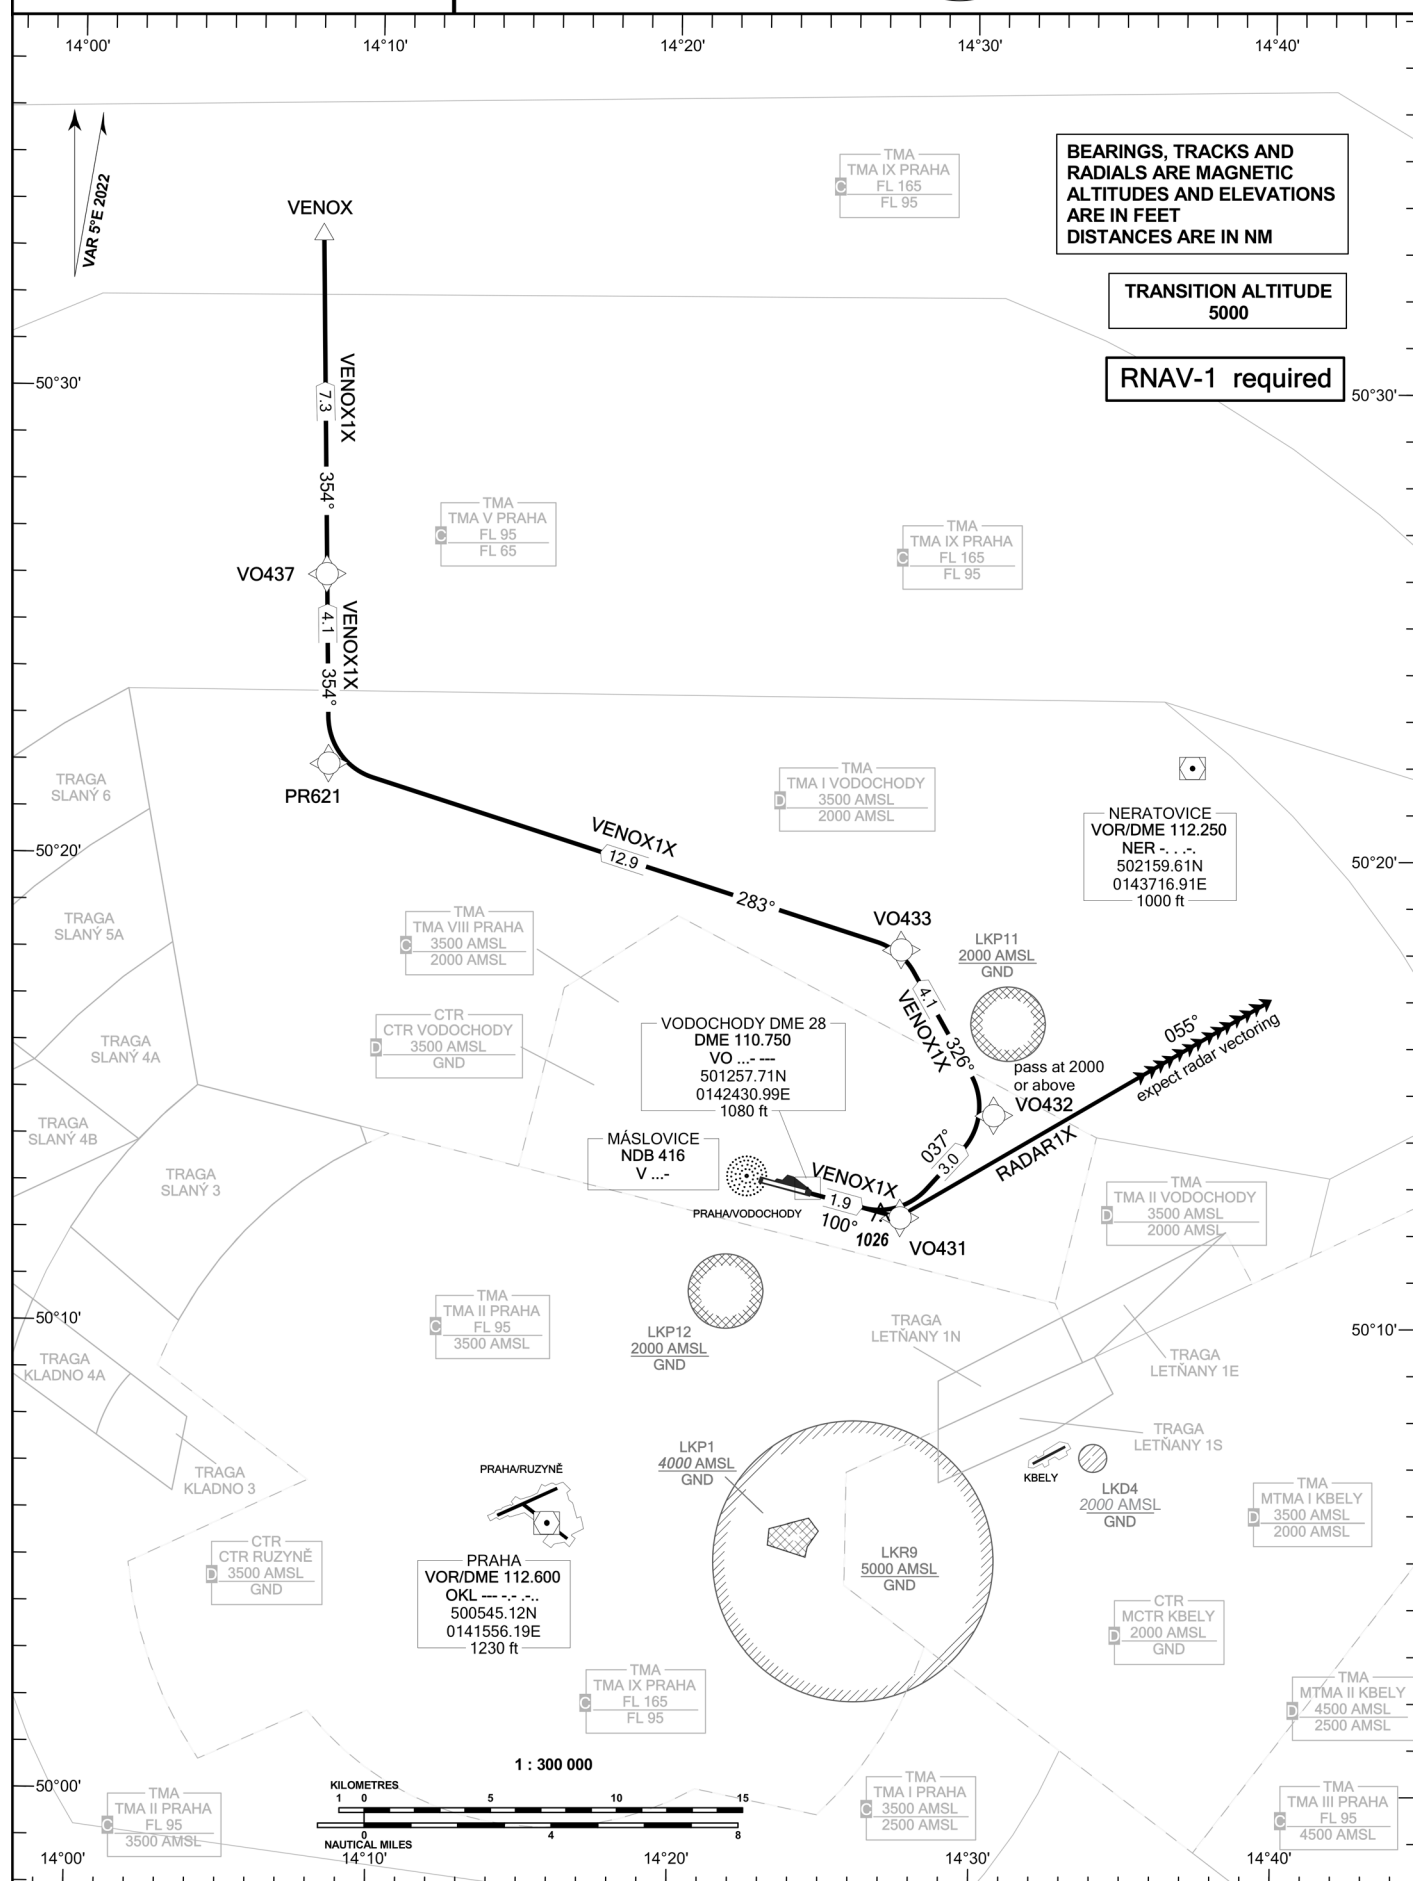 14°00'
14°10'
14°20'
14°30'
14°40'
VAR 5°E 2022
VENOX
TMA
TMA IX PRAHA
C
FL 165
FL 95
BEARINGS, TRACKS AND
RADIALS ARE MAGNETIC
ALTITUDES AND ELEVATIONS
ARE IN FEET
DISTANCES ARE IN NM
TRANSITION ALTITUDE
5000
RNAV-1 required
50°30'
50°30'
VENOX1X
7.3
354°
TMA
TMA V PRAHA
C
FL 95
FL 65
TMA
TMA IX PRAHA
C
FL 165
FL 95
VO437
VENOX1X
4.1
354°
PR621
TRAGA
SLANÝ 6
TMA
TMA I VODOCHODY
D
3500 AMSL
2000 AMSL
NERATOVICE
VOR/DME 112.250
NER -. . .-.
502159.61N
0143716.91E
1000 ft
50°20'
50°20'
VENOX1X
12.9
283°
VO433
TRAGA
SLANÝ 5A
TMA
TMA VIII PRAHA
C
3500 AMSL
2000 AMSL
LKP11
2000 AMSL
GND
4.1
VENOX1X
326°
CTR
CTR VODOCHODY
D
3500 AMSL
GND
VODOCHODY DME 28
DME 110.750
VO ...- ---
501257.71N
0142430.99E
1080 ft
TRAGA
SLANÝ 4A
055°
expect radar vectoring
pass at 2000
or above
VO432
TRAGA
SLANÝ 4B
MÁSLOVICE
NDB 416
V ...-
037°
3.0
RADAR1X
TRAGA
SLANÝ 3
VENOX1X
1.9
100°
PRAHA/VODOCHODY
1026
VO431
TMA
TMA II VODOCHODY
D
3500 AMSL
2000 AMSL
50°10'
50°10'
TMA
TMA II PRAHA
C
FL 95
3500 AMSL
LKP12
2000 AMSL
GND
TRAGA
LETŇANY 1N
TRAGA
LETŇANY 1E
TRAGA
KLADNO 4A
TRAGA
LETŇANY 1S
LKP1
4000 AMSL
GND
TRAGA
KLADNO 3
PRAHA/RUZYNĚ
KBELY
LKD4
2000 AMSL
GND
TMA
MTMA I KBELY
D
3500 AMSL
2000 AMSL
CTR
CTR RUZYNĚ
D
3500 AMSL
GND
PRAHA
VOR/DME 112.600
OKL --- -.- .-..
500545.12N
0141556.19E
1230 ft
LKR9
5000 AMSL
GND
CTR
MCTR KBELY
D
2000 AMSL
GND
TMA
TMA IX PRAHA
C
FL 165
FL 95
TMA
MTMA II KBELY
D
4500 AMSL
2500 AMSL
1 : 300 000
50°00'
KILOMETRES
1 0 5 10 15
0 4 8
NAUTICAL MILES
TMA
TMA II PRAHA
C
FL 95
3500 AMSL
TMA
TMA I PRAHA
C
3500 AMSL
2500 AMSL
TMA
TMA III PRAHA
C
FL 95
4500 AMSL
14°00'
14°10'
14°20'
14°30'
14°40'